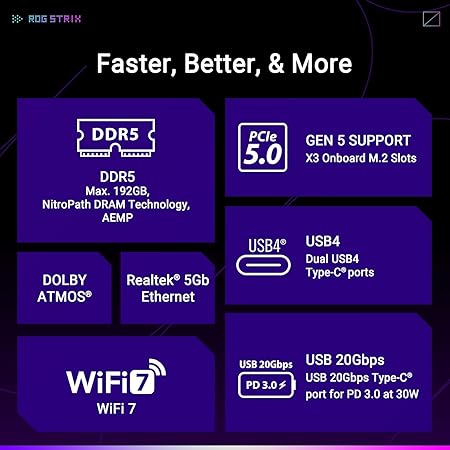 ROG STRIX
Faster, Better, & More
DDR5
DDR5
Max. 192GB,
NitroPath DRAM Technology,
AEMP
PCIe
5.0
GEN 5 SUPPORT
X3 Onboard M.2 Slots
USB4®
USB4
Dual USB4
Type-C® ports
DOLBY
ATMOS®
Realtek® 5Gb
Ethernet
WiFi7
WiFi 7
USB 20Gbps
PD 3.0
USB 20Gbps
USB 20Gbps Type-C®
port for PD 3.0 at 30W